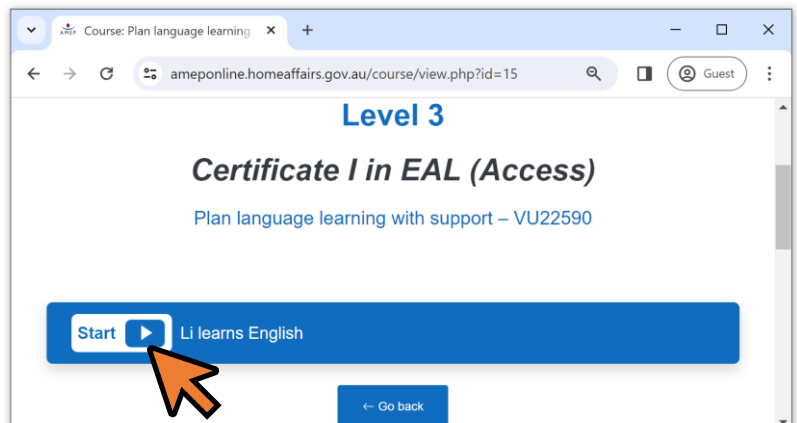 AMEP Course: Plan language learning
ameponline.homeaffairs.gov.au/course/view.php?id=15 Guest
Level 3
Certificate I in EAL (Access)
Plan language learning with support – VU22590
Start Li learns English
← Go back